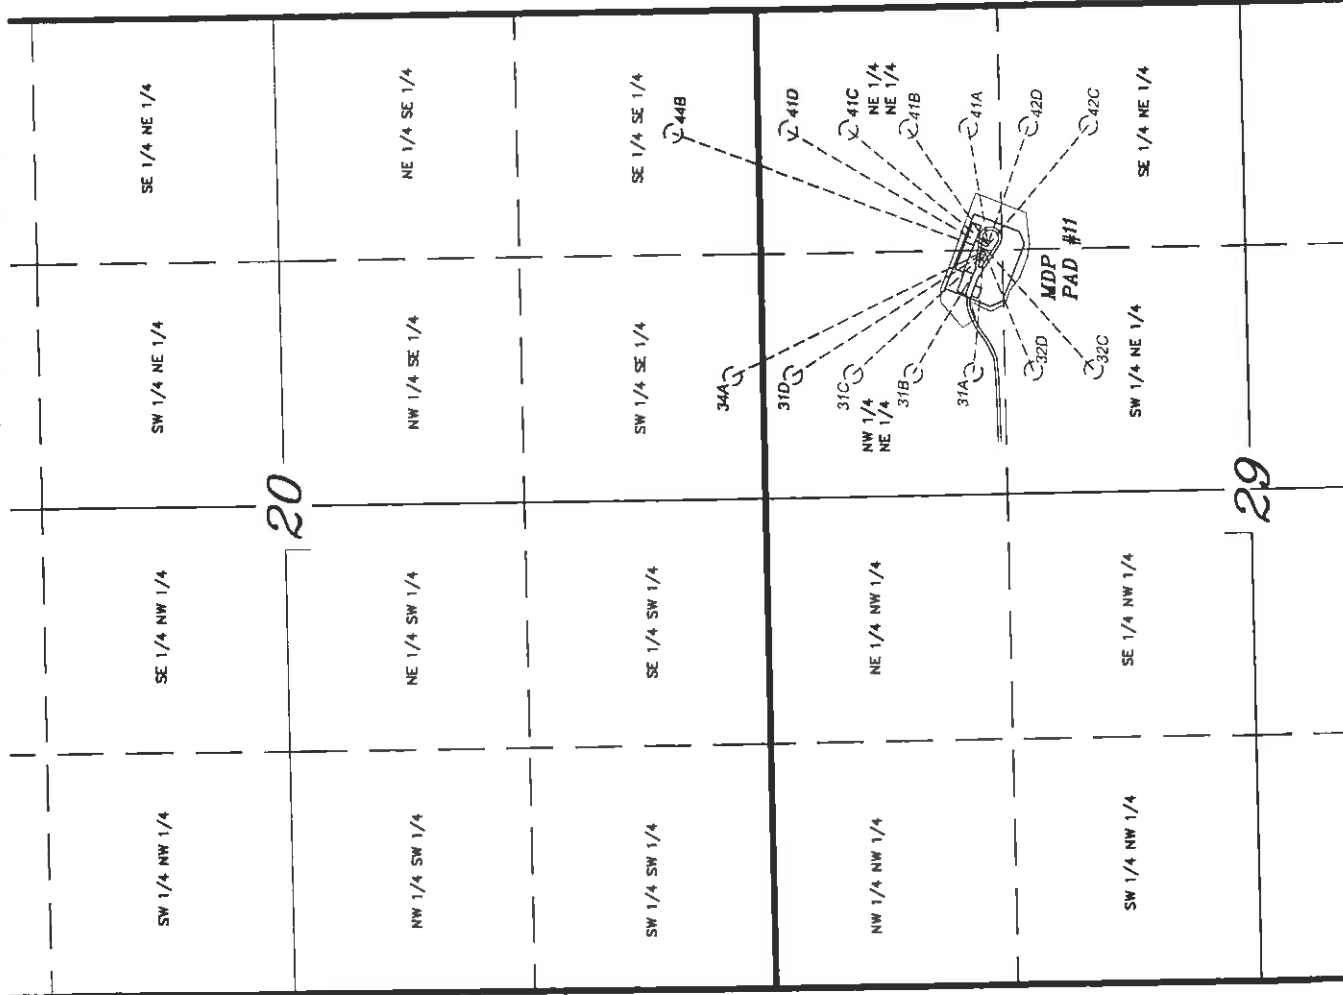 SE 1/4 NE 1/4
NE 1/4 SE 1/4
SE 1/4 SE 1/4
44B
41D
41C
NE 1/4
NE 1/4
41B
41A
42D
42C
SE 1/4 NE 1/4
MDP
PAD #11
SW 1/4 NE 1/4
NW 1/4 SE 1/4
SW 1/4 SE 1/4
34A
31D
31C
NW 1/4
NE 1/4
31B
31A
32D
32C
SW 1/4 NE 1/4
20
29
SE 1/4 NW 1/4
NE 1/4 SW 1/4
SE 1/4 SW 1/4
NE 1/4 NW 1/4
SE 1/4 NW 1/4
SW 1/4 NW 1/4
NW 1/4 SW 1/4
SW 1/4 SW 1/4
NW 1/4 NW 1/4
SW 1/4 NW 1/4